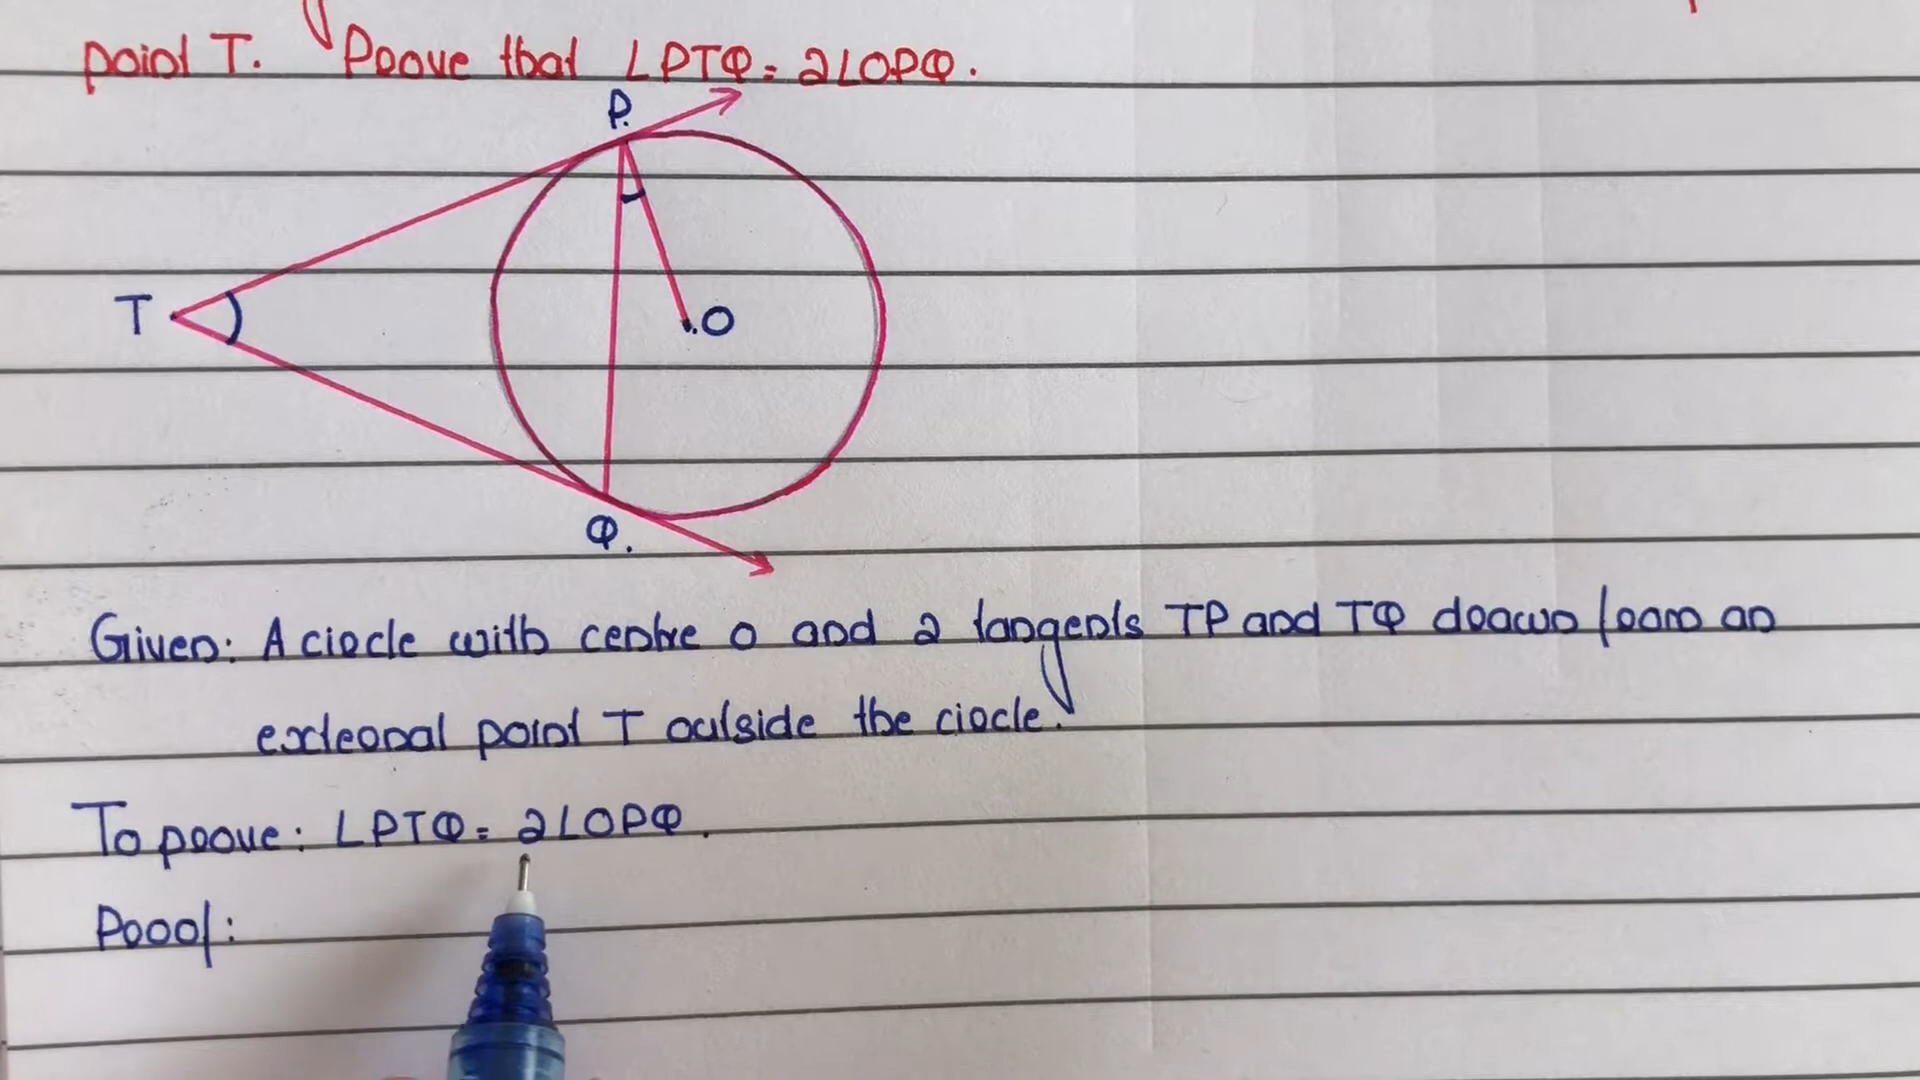 point T. Prove that ∠PTQ = 2∠OPQ.
P.
T
.O
Q.
Given: A circle with centre O and 2 tangents TP and TQ drawn from an
external point T outside the circle.
To prove: ∠PTQ = 2∠OPQ.
Proof: